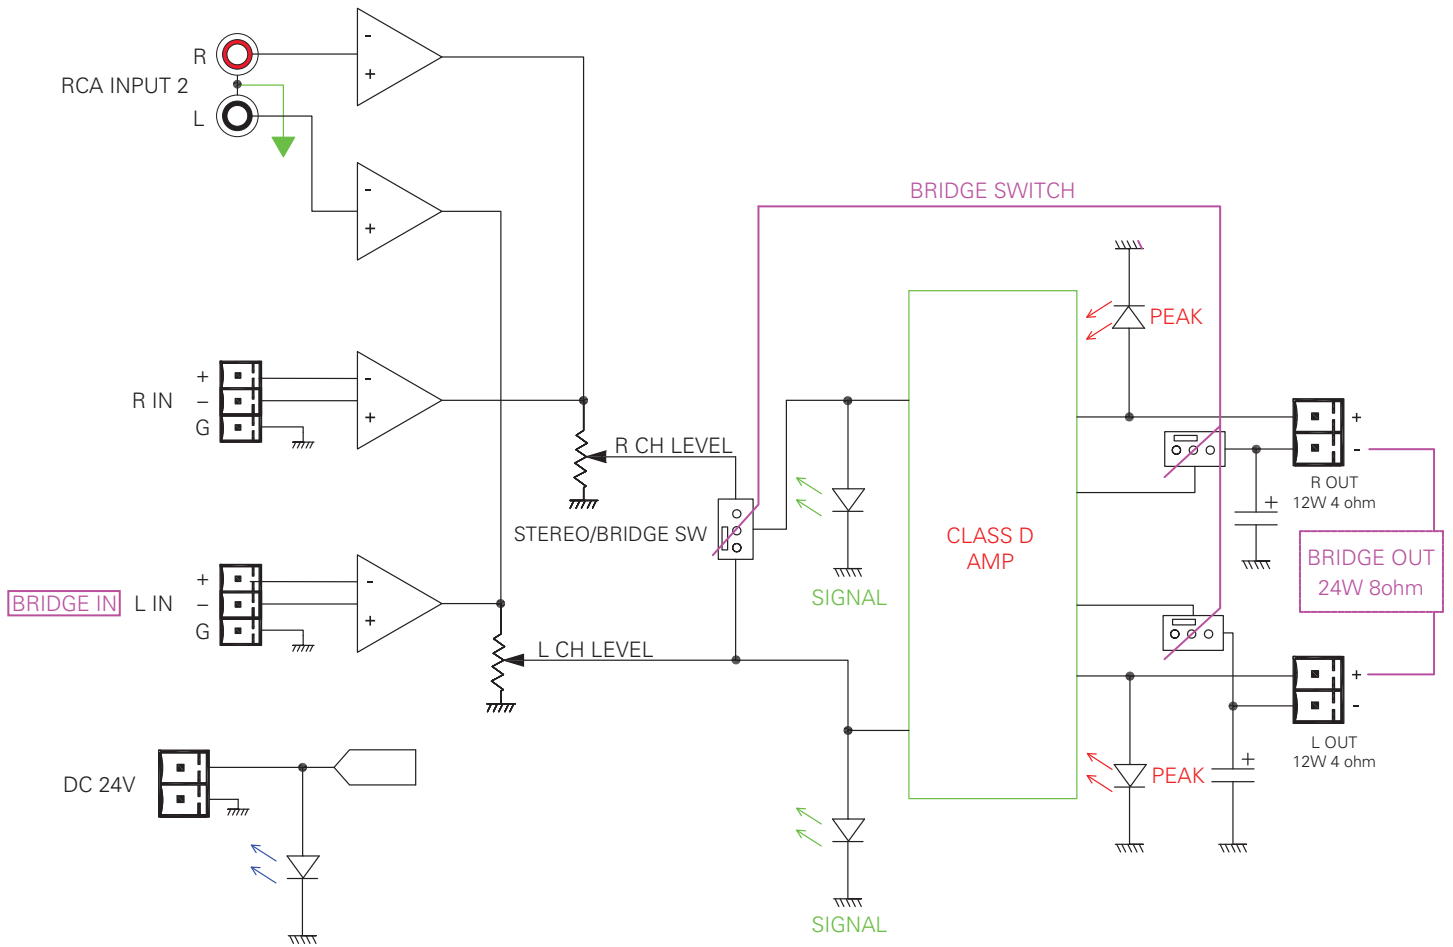 R
RCA INPUT 2
L
-
+
-
+
BRIDGE SWITCH
PEAK
+
R IN
–
G
-
+
R CH LEVEL
+
-
R OUT
12W 4 ohm
+
STEREO/BRIDGE SW
CLASS D
AMP
BRIDGE OUT
24W 8ohm
SIGNAL
BRIDGE IN
L IN
+
–
G
-
+
L CH LEVEL
+
-
L OUT
12W 4 ohm
PEAK
+
DC 24V
SIGNAL